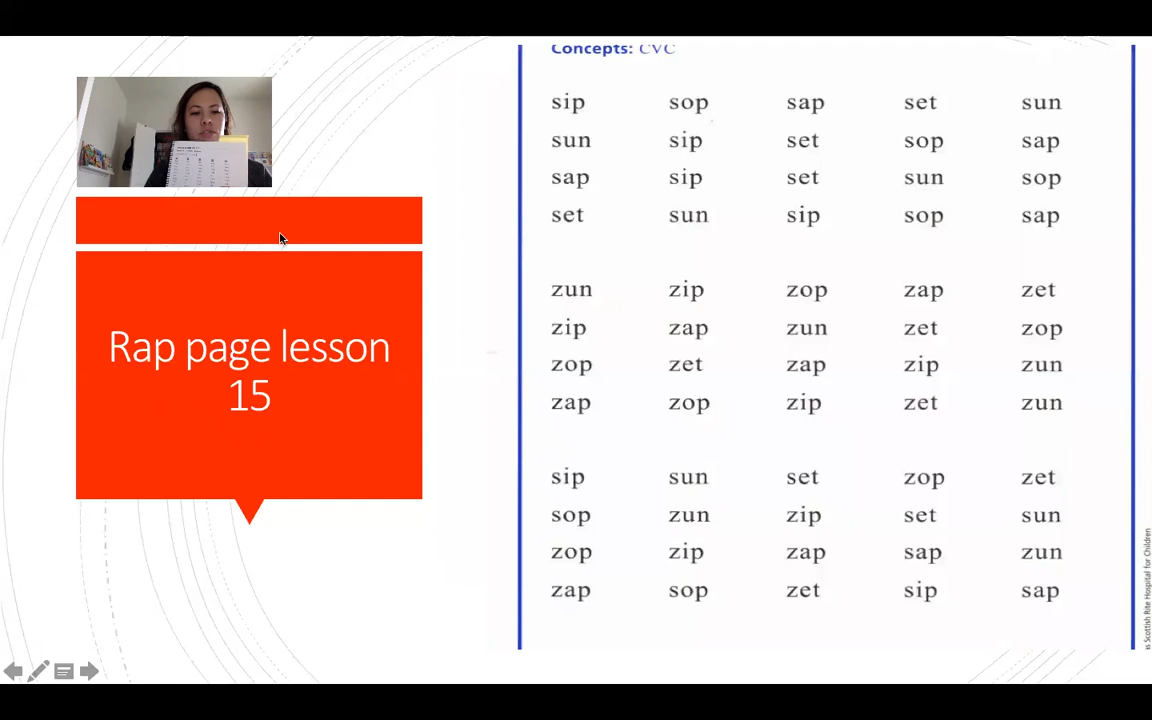 Concepts: CVC
sip sop sap set sun
sun sip set sop sap
sap sip set sun sop
set sun sip sop sap
zun zip zop zap zet
zip zap zun zet zop
zop zet zap zip zun
zap zop zip zet zun
sip sun set zop zet
sop zun zip set sun
zop zip zap sap zun
zap sop zet sip sap
Rap page lesson
15
Scottish Rite Hospital for Children